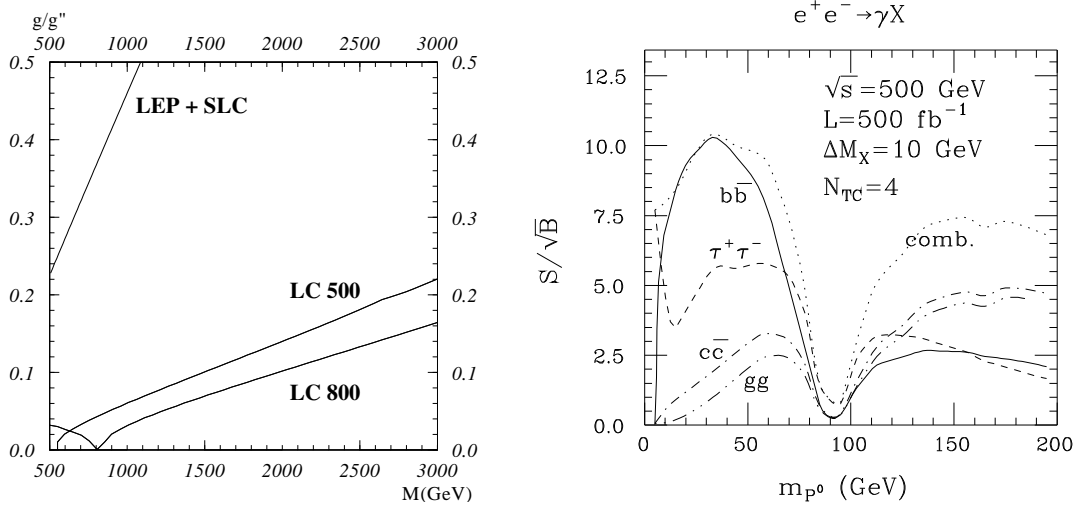 g/g"
500 1000 1500 2000 2500 3000
0.5 0.5
LEP + SLC
0.4 0.4
0.3 0.3
LC 500
0.2 0.2
LC 800
0.1 0.1
0.0 0.0
500 1000 1500 2000 2500 3000
M(GeV)
e⁺e⁻→γX
12.5
√s=500 GeV
L=500 fb⁻¹
ΔM_X=10 GeV
10.0
N_TC=4
bb̄
7.5
comb.
τ⁺τ⁻
S/√B
5.0
cc̄
2.5
gg
0.0
0 50 100 150 200
m_P⁰ (GeV)